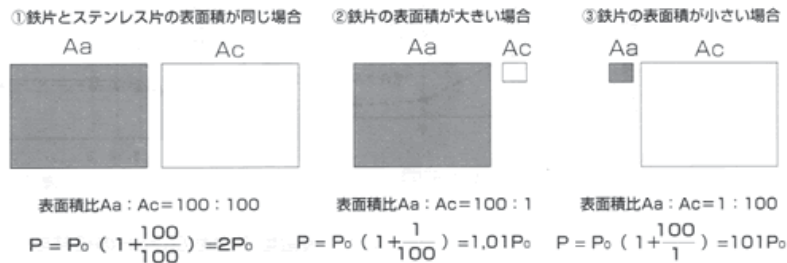 ①鉄片とステンレス片の表面積が同じ場合
Aa Ac
表面積比Aa：Ac=100：100
P = P₀ ( 1+100/100 ) =2P₀
②鉄片の表面積が大きい場合
Aa Ac
表面積比Aa：Ac=100：1
P = P₀ ( 1+1/100 ) =1,01P₀
③鉄片の表面積が小さい場合
Aa Ac
表面積比Aa：Ac=1：100
P = P₀ ( 1+100/1 ) =101P₀